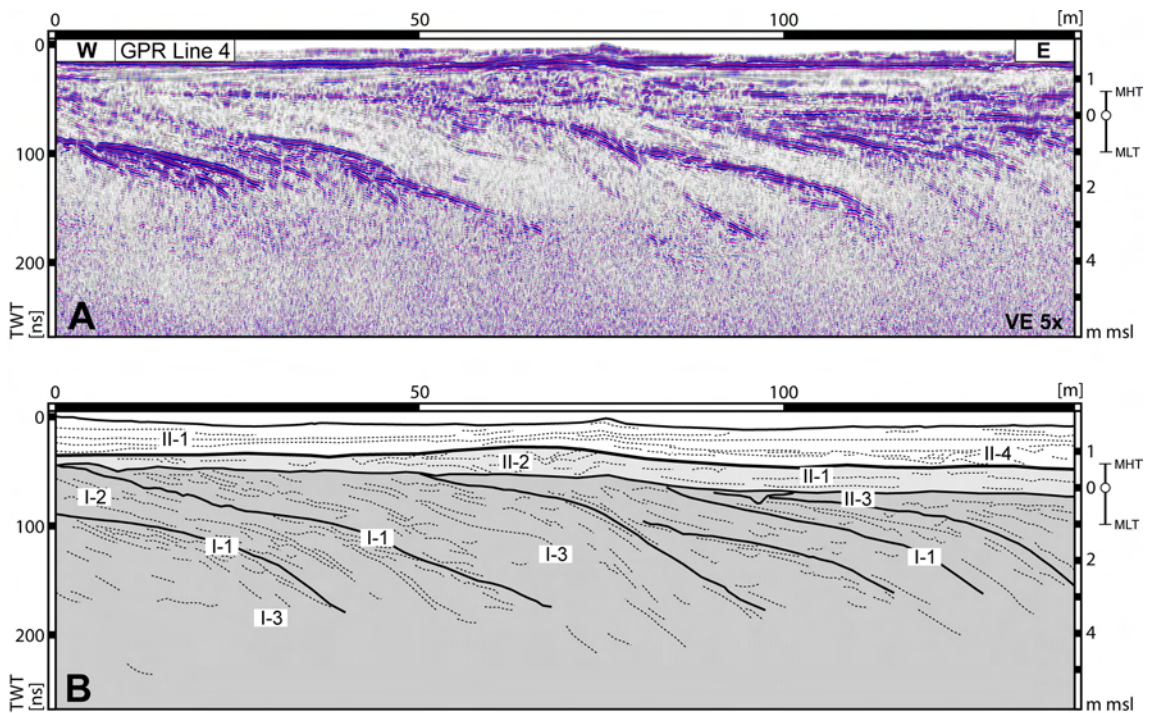 0 50 100 [m]
0 W GPR Line 4 E
1 MHT
0
100 MLT
2
200 4
TWT [ns] A VE 5x m msl
0 50 100 [m]
0
II-1 II-4 1
II-2 II-1 MHT
I-2 II-3 0
100 MLT
I-1 I-1 I-3 I-1 2
I-3
200 4
TWT [ns] B m msl